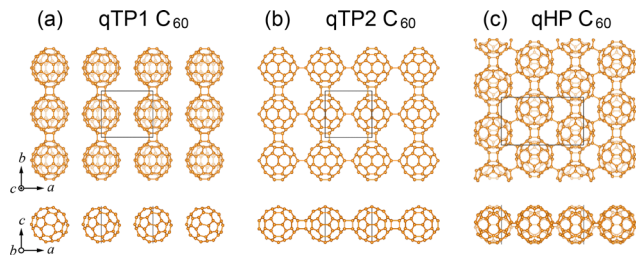 (a) qTP1 C60
(b) qTP2 C60
(c) qHP C60
b
c a
c
b a